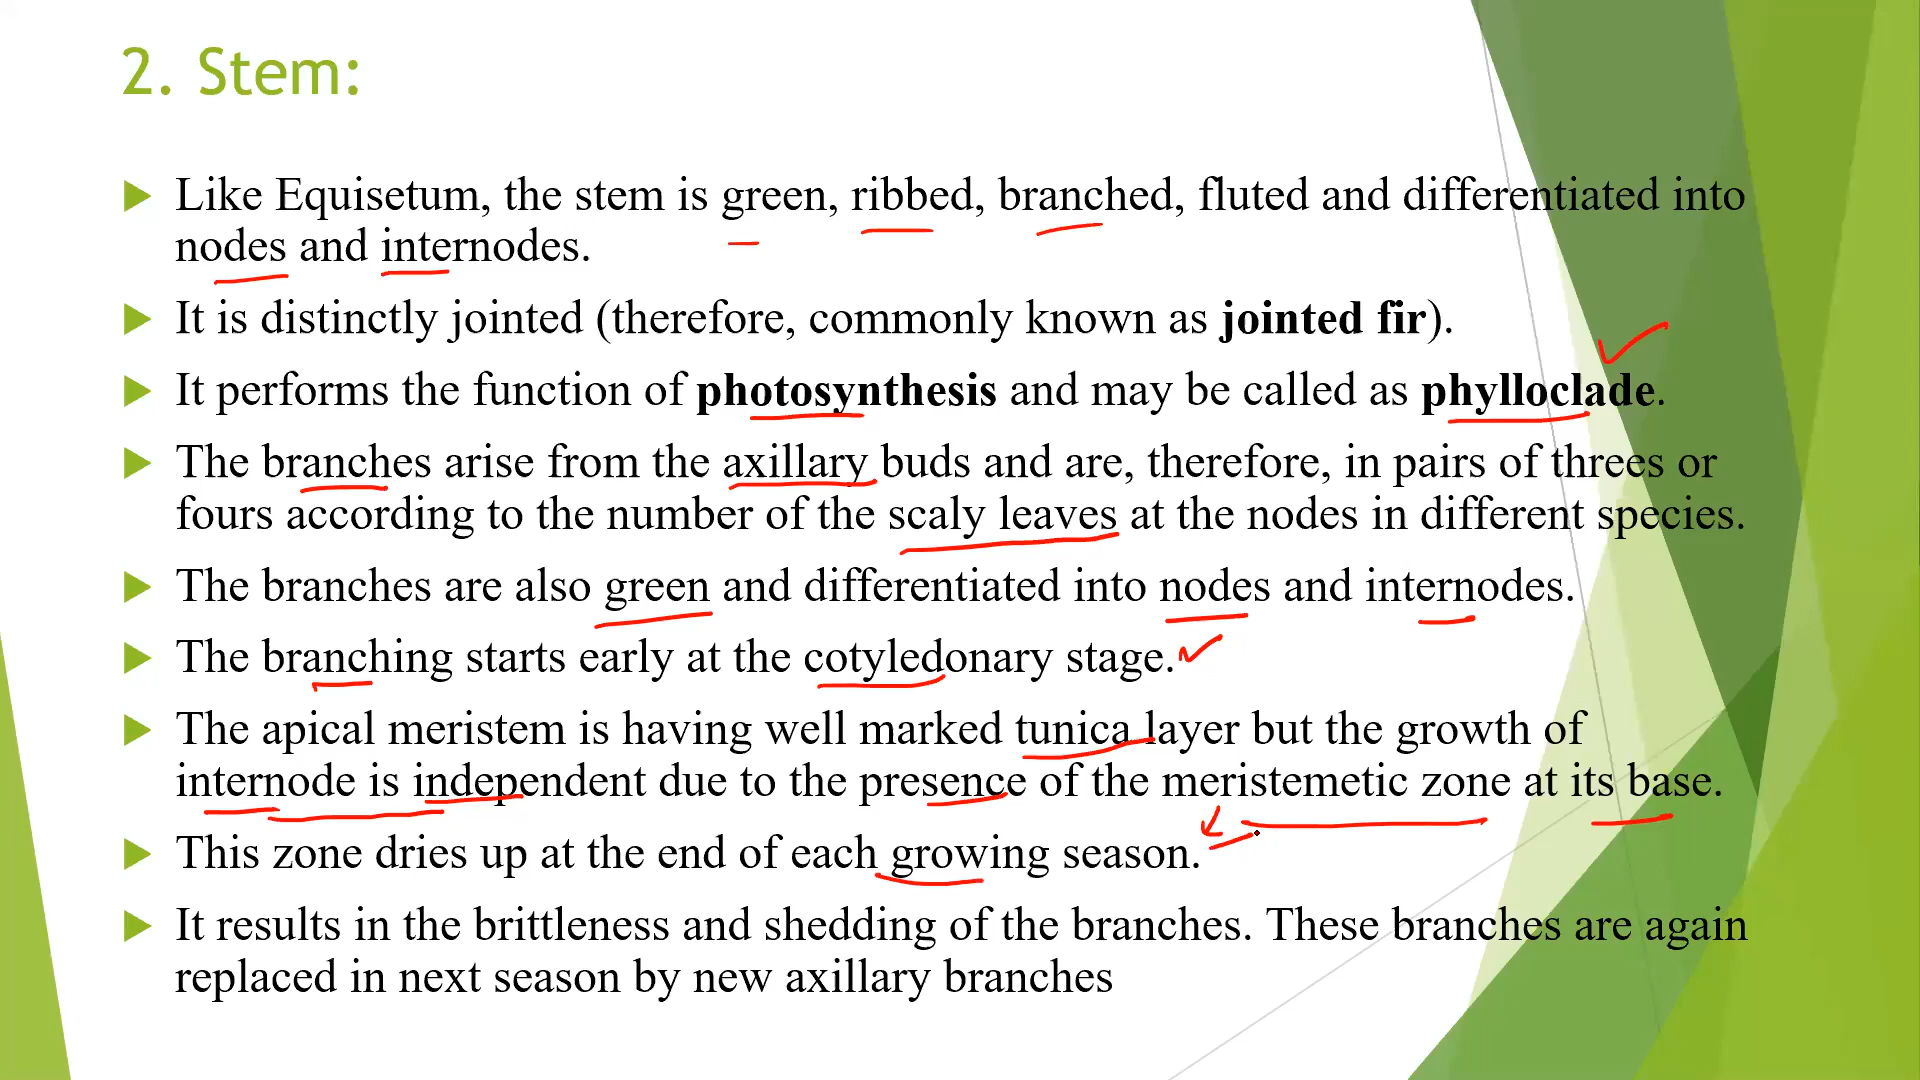 2. Stem:
Like Equisetum, the stem is green, ribbed, branched, fluted and differentiated into
nodes and internodes.
It is distinctly jointed (therefore, commonly known as jointed fir).
It performs the function of photosynthesis and may be called as phylloclade.
The branches arise from the axillary buds and are, therefore, in pairs of threes or
fours according to the number of the scaly leaves at the nodes in different species.
The branches are also green and differentiated into nodes and internodes.
The branching starts early at the cotyledonary stage.
The apical meristem is having well marked tunica layer but the growth of
internode is independent due to the presence of the meristemetic zone at its base.
This zone dries up at the end of each growing season.
It results in the brittleness and shedding of the branches. These branches are again
replaced in next season by new axillary branches